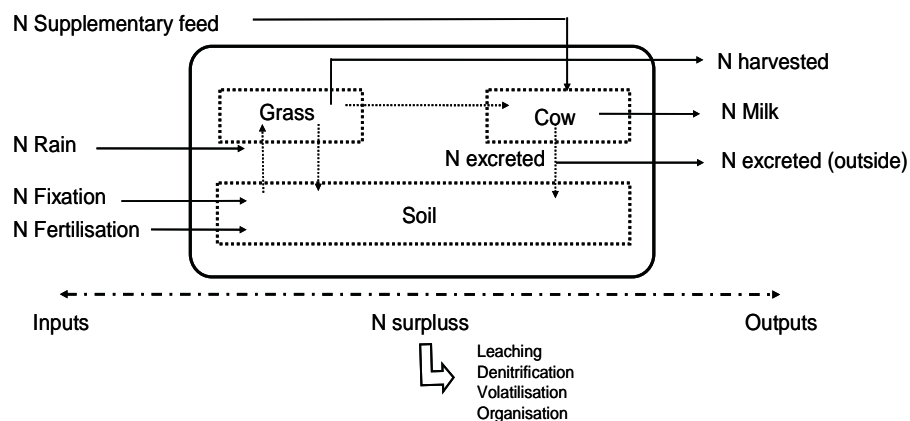 N Supplementary feed
N harvested
Grass
Cow
N Milk
N Rain
N excreted
N excreted (outside)
N Fixation
Soil
N Fertilisation
Inputs
N surpluss
Outputs
Leaching
Denitrification
Volatilisation
Organisation